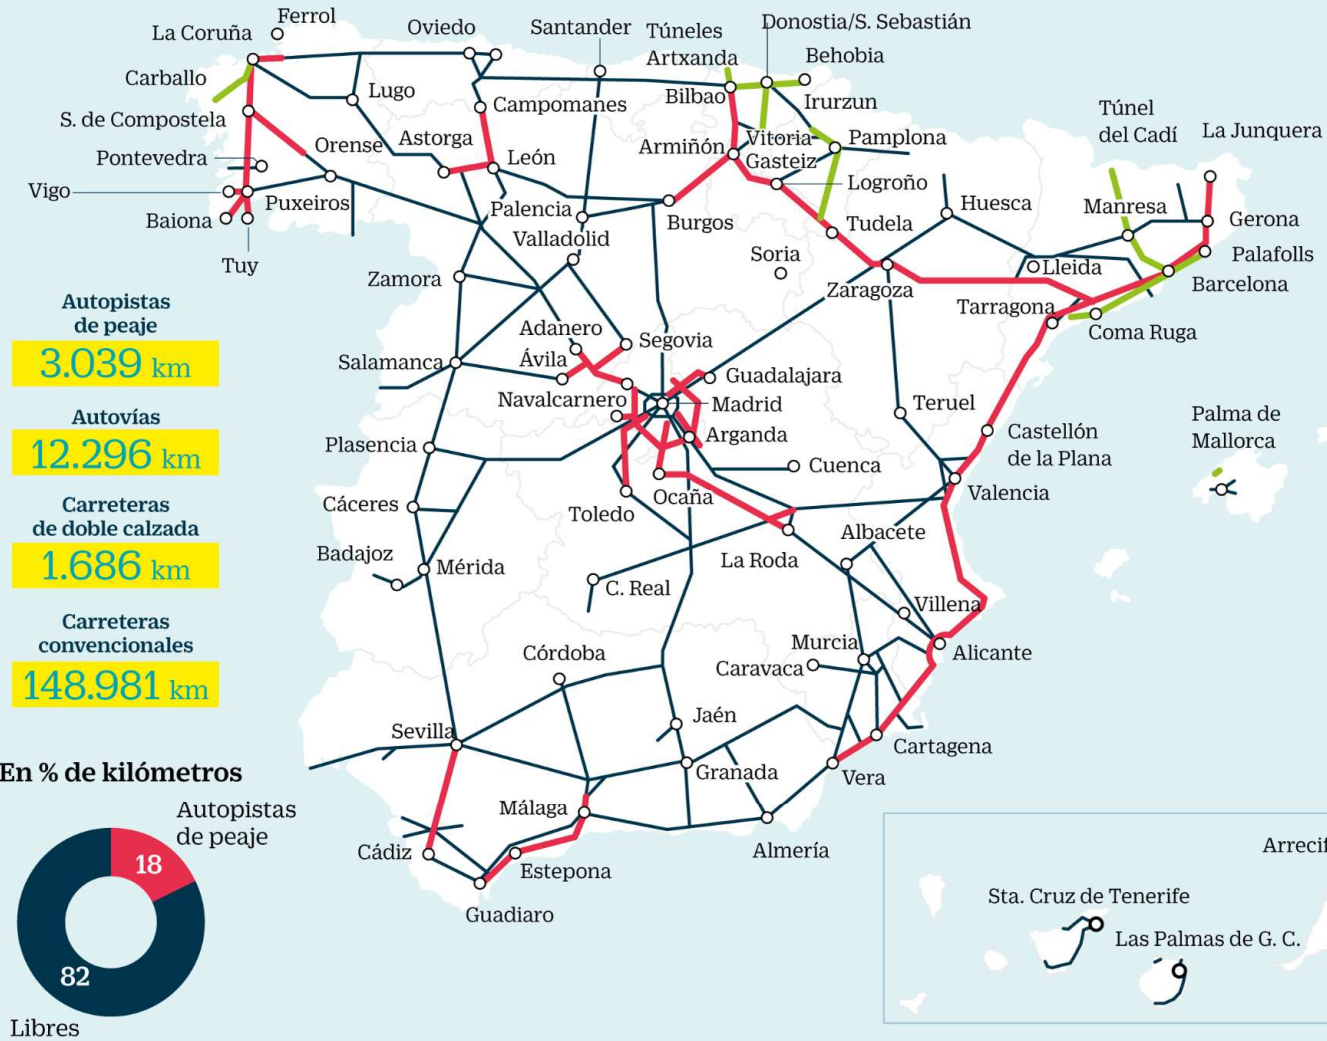 Ferrol
La Coruña
Oviedo
Santander
Túneles
Artxanda
Donostia/S. Sebastián
Behobia
Carballo
Lugo
Campomanes
Bilbao
Irurzun
Túnel
del Cadí
La Junquera
S. de Compostela
Astorga
Orense
León
Armiñón
Vitoria
Gasteiz
Pamplona
Pontevedra
Logroño
Vigo
Puxeiros
Palencia
Burgos
Huesca
Manresa
Gerona
Baiona
Valladolid
Tudela
Palafolls
Tuy
Soria
Zamora
Zaragoza
Lleida
Barcelona
Tarragona
Coma Ruga
Autopistas
de peaje
3.039 km
Autovías
12.296 km
Carreteras
de doble calzada
1.686 km
Carreteras
convencionales
148.981 km
Adanero
Segovia
Salamanca
Ávila
Guadalajara
Navalcarnero
Madrid
Teruel
Palma de
Mallorca
Plasencia
Arganda
Castellón
de la Plana
Cuenca
Cáceres
Ocaña
Valencia
Toledo
Albacete
Badajoz
Mérida
La Roda
C. Real
Villena
Murcia
Córdoba
Caravaca
Alicante
Sevilla
Jaén
Cartagena
Granada
Vera
Málaga
Cádiz
Estepona
Almería
Guadiaro
En % de kilómetros
Autopistas
de peaje
18
82
Libres
Arrecif
Sta. Cruz de Tenerife
Las Palmas de G. C.